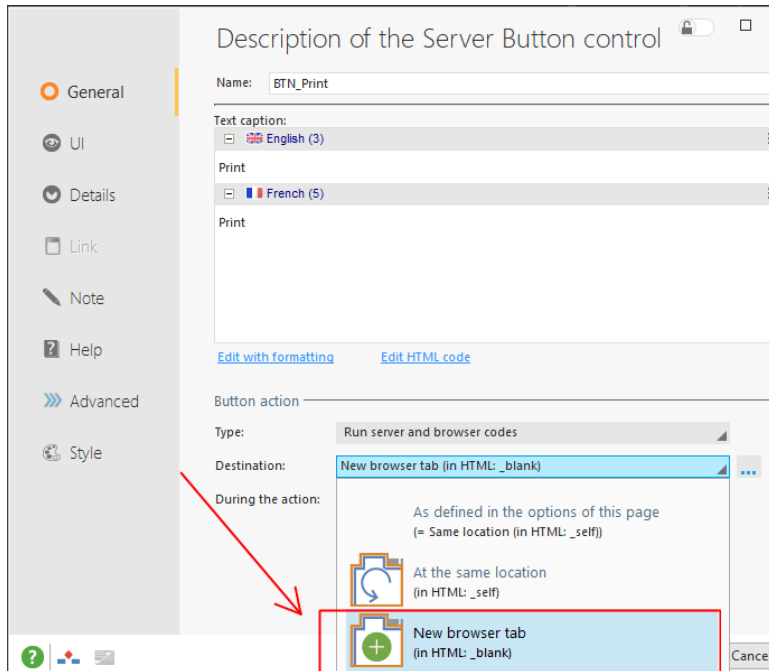 Description of the Server Button control
General
UI
Details
Link
Note
Help
Advanced
Style
Name: BTN_Print
Text caption:
English (3)
Print
French (5)
Print
Edit with formatting Edit HTML code
Button action
Type: Run server and browser codes
Destination: New browser tab (in HTML: _blank) ...
During the action:
As defined in the options of this page
(= Same location (in HTML: _self))
At the same location
(in HTML: _self)
New browser tab
(in HTML: _blank)
?
Cance